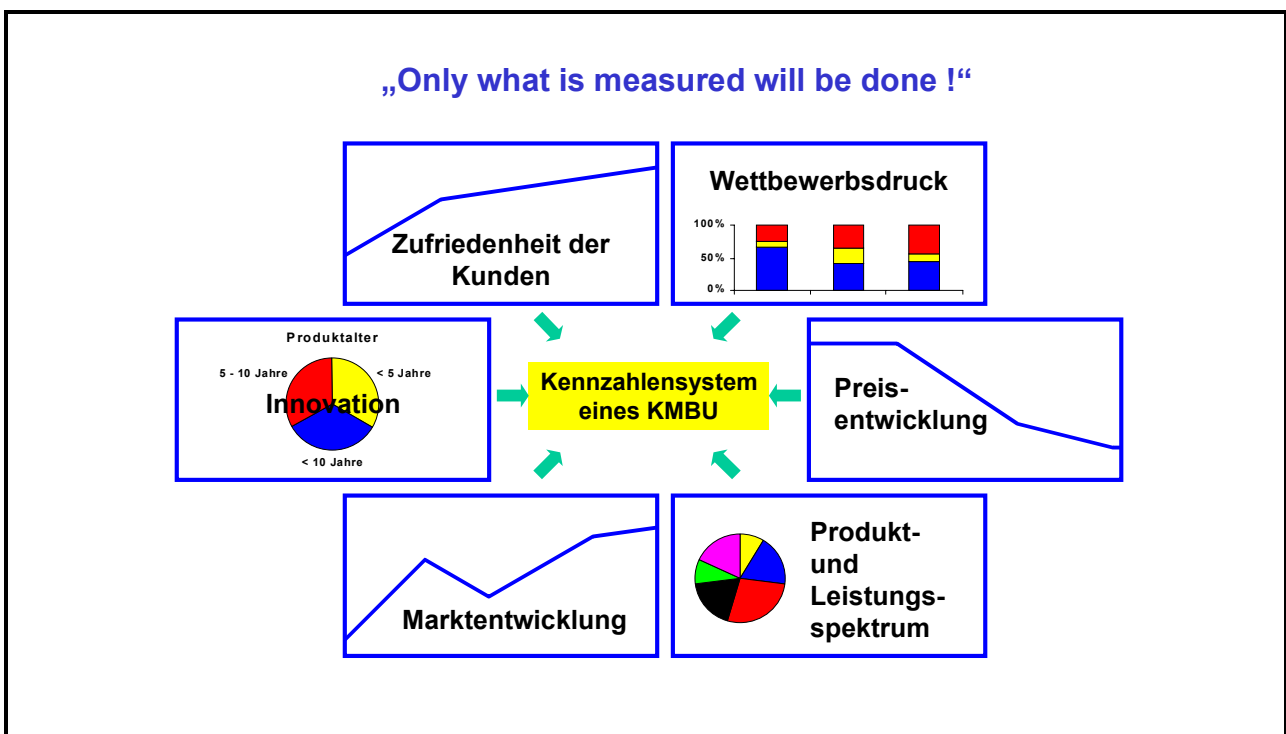 „Only what is measured will be done !“
Zufriedenheit der
Kunden
Wettbewerbsdruck
100%
50%
0%
Produktalter
5 - 10 Jahre
< 5 Jahre
Innovation
< 10 Jahre
Kennzahlensystem
eines KMBU
Preis-
entwicklung
Marktentwicklung
Produkt-
und
Leistungs-
spektrum